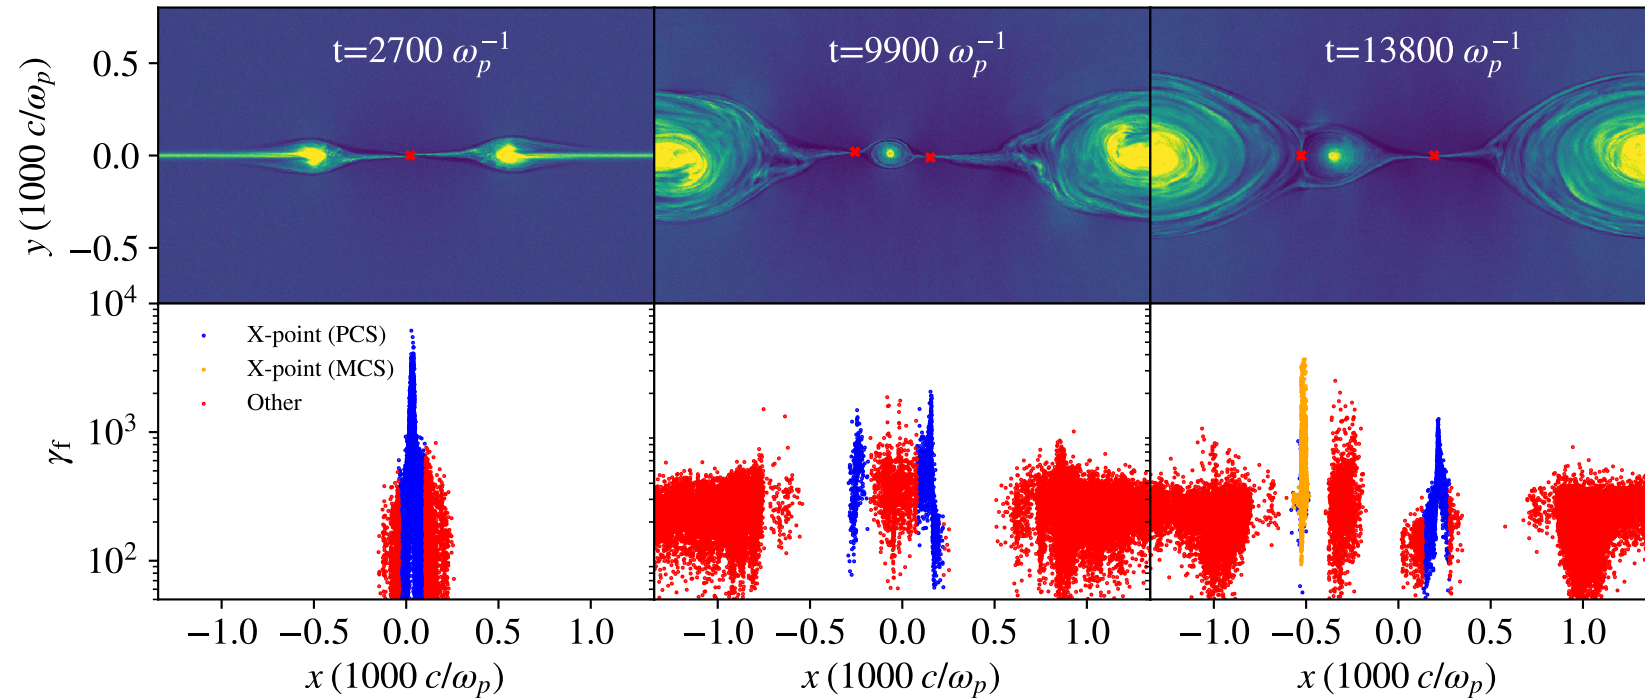 t=2700 ω_p^{-1}
t=9900 ω_p^{-1}
t=13800 ω_p^{-1}
y (1000 c/ω_p)
0.5
0.0
−0.5
10^4
10^3
10^2
γ_f
X-point (PCS)
X-point (MCS)
Other
−1.0 −0.5 0.0 0.5 1.0
−1.0 −0.5 0.0 0.5 1.0
−1.0 −0.5 0.0 0.5 1.0
x (1000 c/ω_p)
x (1000 c/ω_p)
x (1000 c/ω_p)